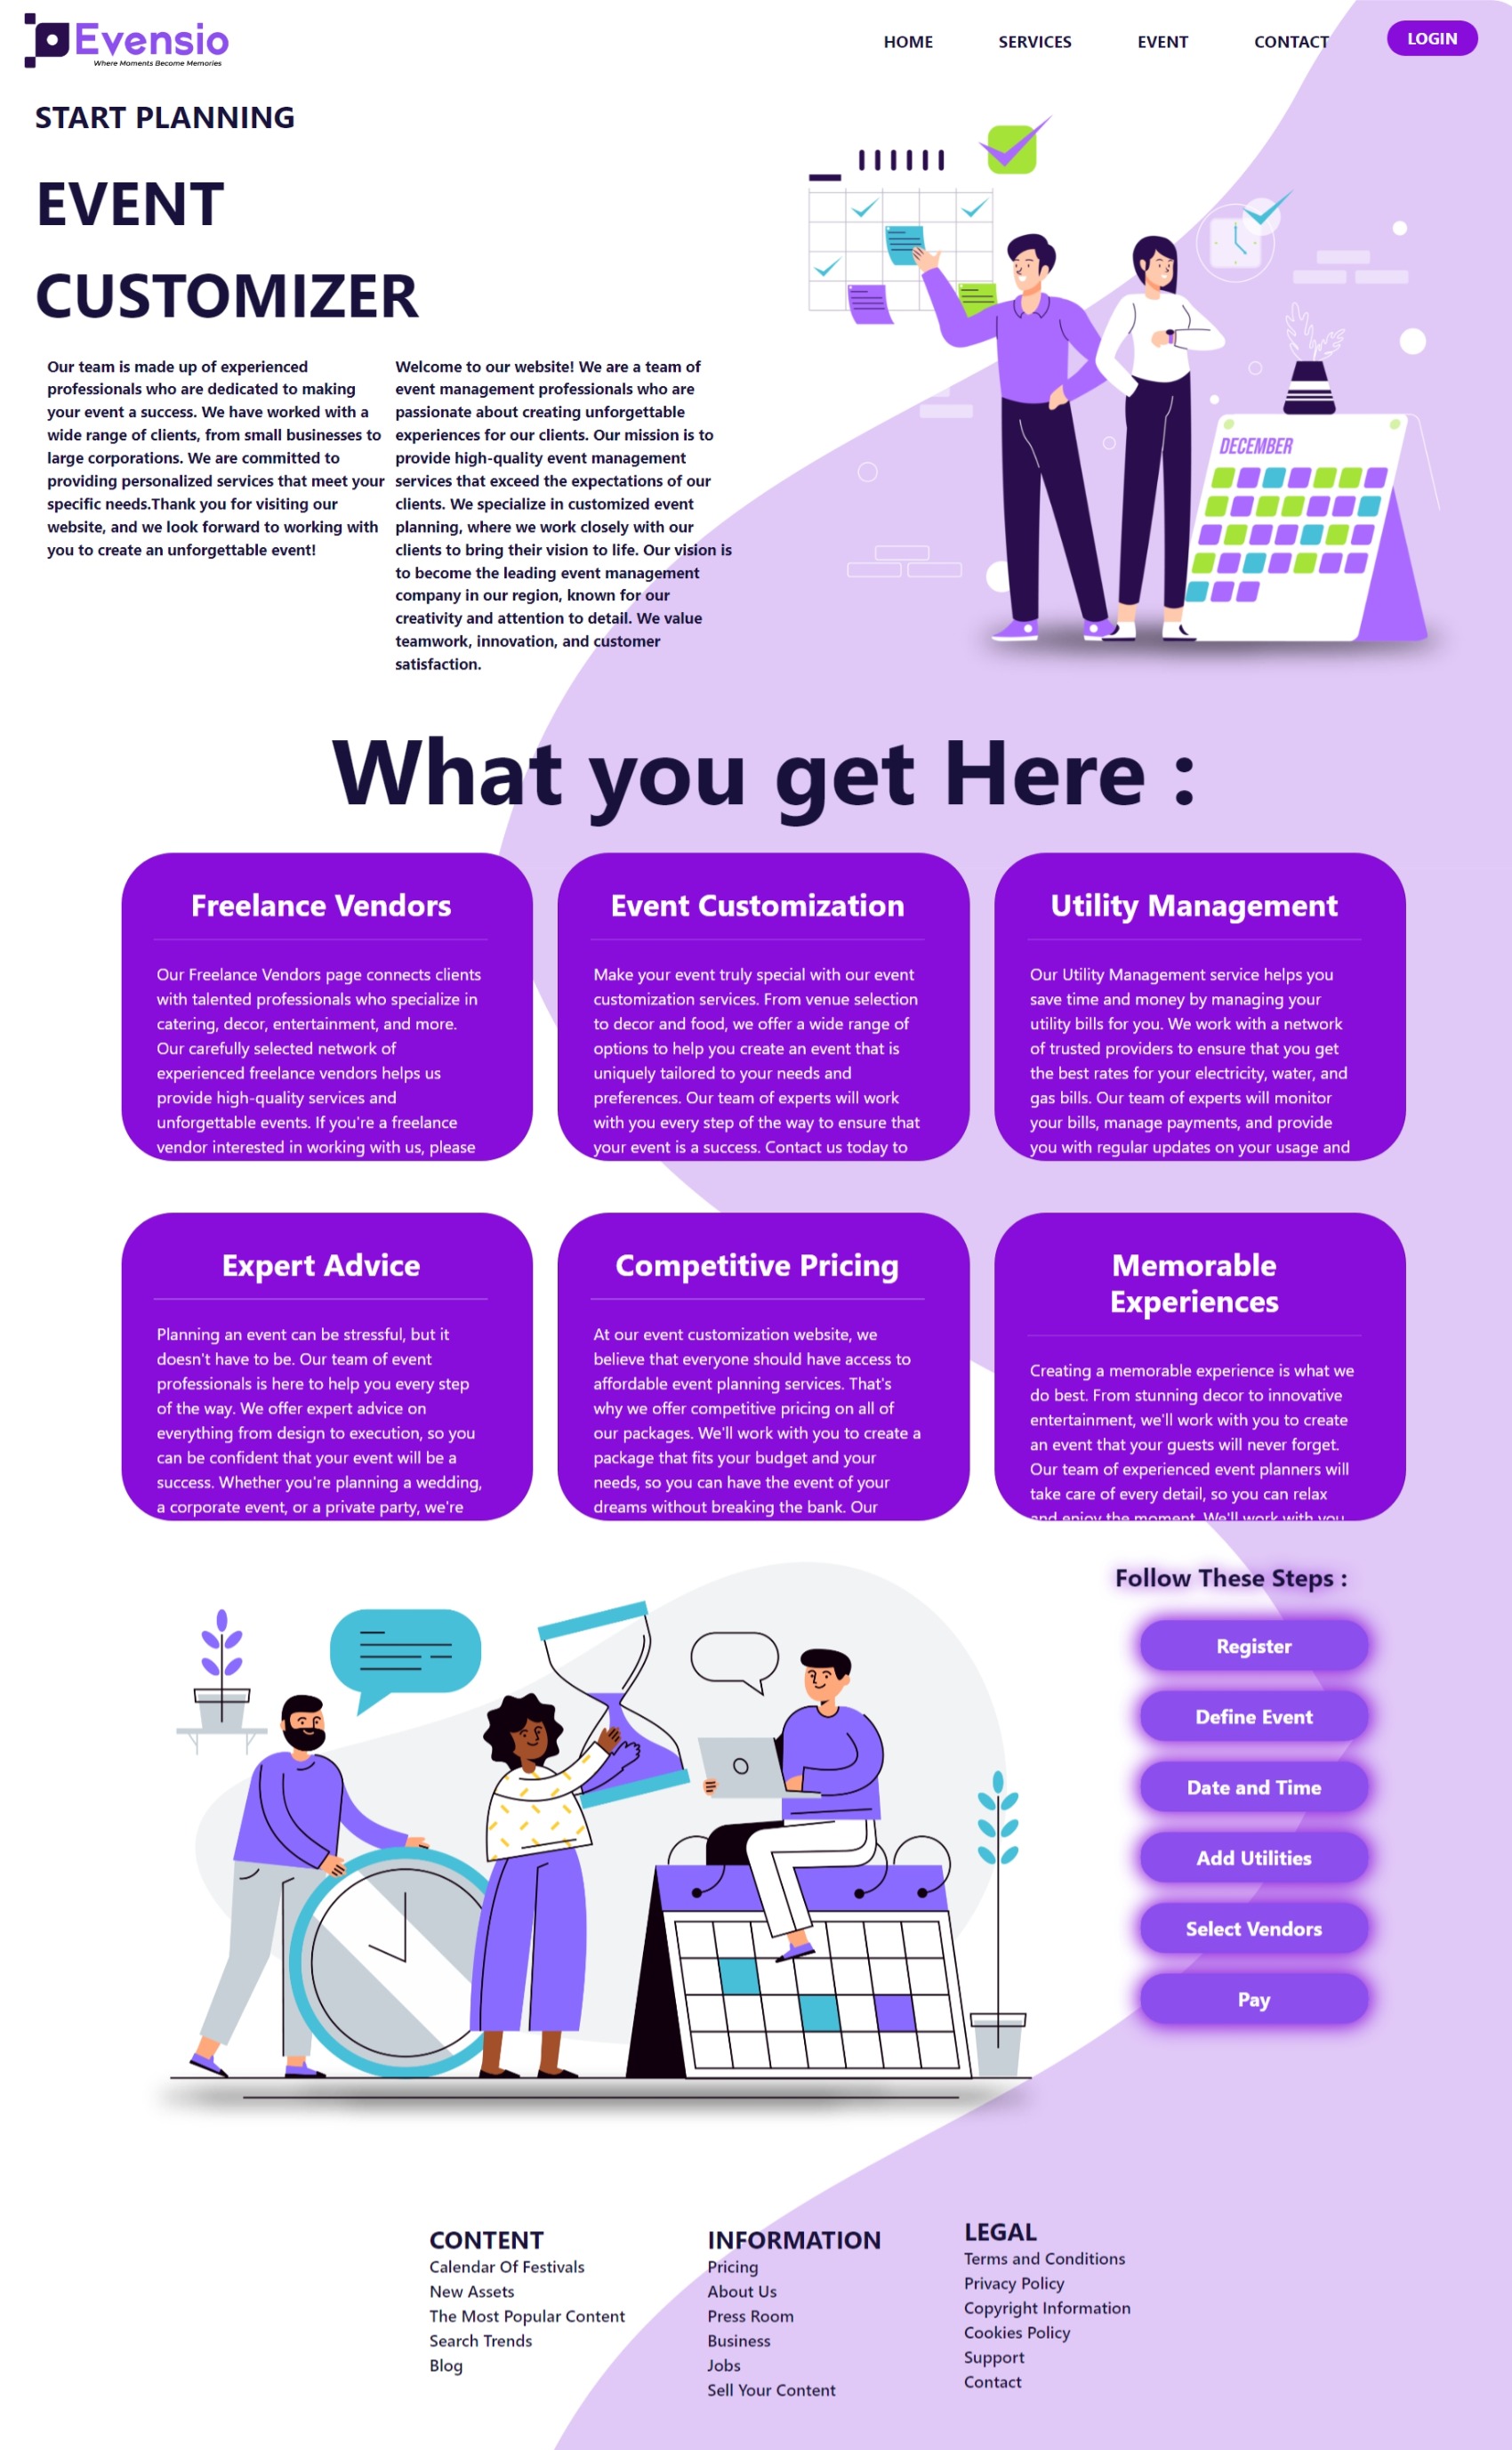 Evensio
Where Moments Become Memories
HOME
SERVICES
EVENT
CONTACT
LOGIN
START PLANNING
EVENT
CUSTOMIZER
Our team is made up of experienced
professionals who are dedicated to making
your event a success. We have worked with a
wide range of clients, from small businesses to
large corporations. We are committed to
providing personalized services that meet your
specific needs.Thank you for visiting our
website, and we look forward to working with
you to create an unforgettable event!
Welcome to our website! We are a team of
event management professionals who are
passionate about creating unforgettable
experiences for our clients. Our mission is to
provide high-quality event management
services that exceed the expectations of our
clients. We specialize in customized event
planning, where we work closely with our
clients to bring their vision to life. Our vision is
to become the leading event management
company in our region, known for our
creativity and attention to detail. We value
teamwork, innovation, and customer
satisfaction.
DECEMBER
What you get Here :
Freelance Vendors
Our Freelance Vendors page connects clients
with talented professionals who specialize in
catering, decor, entertainment, and more.
Our carefully selected network of
experienced freelance vendors helps us
provide high-quality services and
unforgettable events. If you're a freelance
vendor interested in working with us, please
Event Customization
Make your event truly special with our event
customization services. From venue selection
to decor and food, we offer a wide range of
options to help you create an event that is
uniquely tailored to your needs and
preferences. Our team of experts will work
with you every step of the way to ensure that
your event is a success. Contact us today to
Utility Management
Our Utility Management service helps you
save time and money by managing your
utility bills for you. We work with a network
of trusted providers to ensure that you get
the best rates for your electricity, water, and
gas bills. Our team of experts will monitor
your bills, manage payments, and provide
you with regular updates on your usage and
Expert Advice
Planning an event can be stressful, but it
doesn't have to be. Our team of event
professionals is here to help you every step
of the way. We offer expert advice on
everything from design to execution, so you
can be confident that your event will be a
success. Whether you're planning a wedding,
a corporate event, or a private party, we're
Competitive Pricing
At our event customization website, we
believe that everyone should have access to
affordable event planning services. That's
why we offer competitive pricing on all of
our packages. We'll work with you to create a
package that fits your budget and your
needs, so you can have the event of your
dreams without breaking the bank. Our
Memorable
Experiences
Creating a memorable experience is what we
do best. From stunning decor to innovative
entertainment, we'll work with you to create
an event that your guests will never forget.
Our team of experienced event planners will
take care of every detail, so you can relax
and enjoy the moment. We'll work with you
Follow These Steps :
Register
Define Event
Date and Time
Add Utilities
Select Vendors
Pay
CONTENT
Calendar Of Festivals
New Assets
The Most Popular Content
Search Trends
Blog
INFORMATION
Pricing
About Us
Press Room
Business
Jobs
Sell Your Content
LEGAL
Terms and Conditions
Privacy Policy
Copyright Information
Cookies Policy
Support
Contact